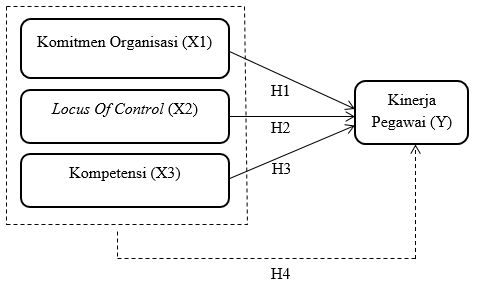 Komitmen Organisasi (X1)
H1
Kinerja
Pegawai (Y)
Locus Of Control (X2)
H2
Kompetensi (X3)
H3
H4